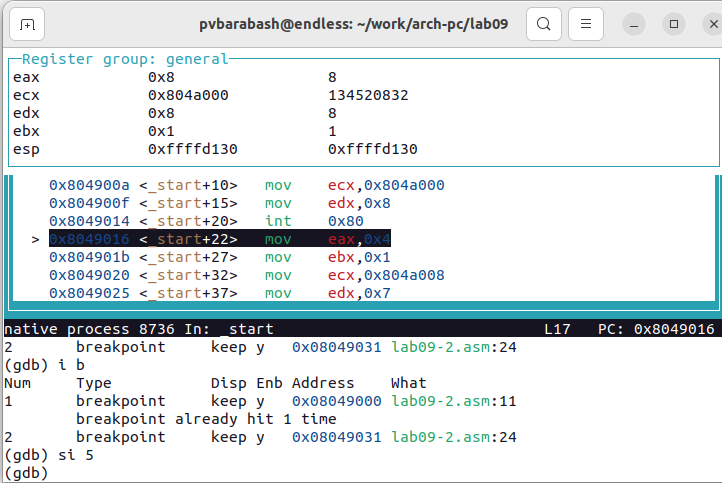 pvbarabash@endless: ~/work/arch-pc/lab09
Register group: general
eax 0x8 8
ecx 0x804a000 134520832
edx 0x8 8
ebx 0x1 1
esp 0xffffd130 0xffffd130
0x804900a <_start+10> mov ecx,0x804a000
0x804900f <_start+15> mov edx,0x8
0x8049014 <_start+20> int 0x80
> 0x8049016 <_start+22> mov eax,0x4
0x804901b <_start+27> mov ebx,0x1
0x8049020 <_start+32> mov ecx,0x804a008
0x8049025 <_start+37> mov edx,0x7
native process 8736 In: _start L17 PC: 0x8049016
2 breakpoint keep y 0x08049031 lab09-2.asm:24
(gdb) i b
Num Type Disp Enb Address What
1 breakpoint keep y 0x08049000 lab09-2.asm:11
breakpoint already hit 1 time
2 breakpoint keep y 0x08049031 lab09-2.asm:24
(gdb) si 5
(gdb)